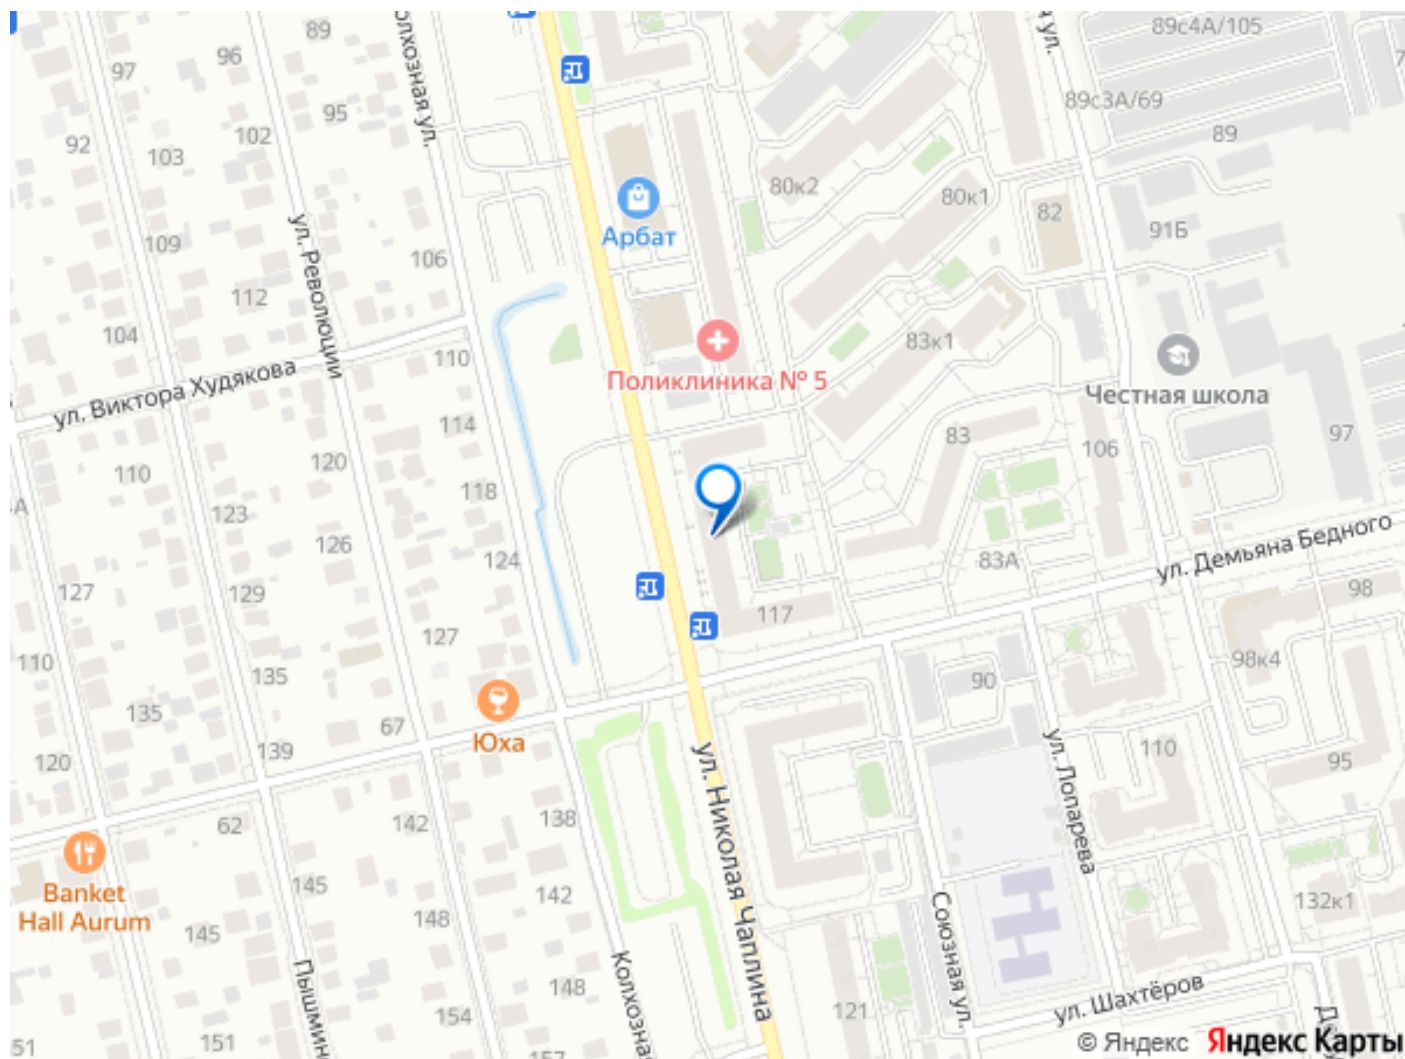 89
96
97
95
92
102
103
Колхозная ул.
109
106
112
104
ул. Революции
ул. Виктора Худякова
110
114
110
120
118
123
126
124
127
129
127
110
135
135
67
139
120
62
142
138
145
142
148
145
148
154
151
151
157
Юха
Banket
Hall Aurum
Пышмин
Колхозная
Арбат
Поликлиника № 5
80к2
80к1
82
83к1
83
83А
106
117
89с4А/105
89с3А/69
89
91Б
Честная школа
97
ул. Демьяна Бедного
98
98к4
90
110
95
132к1
121
ул. Николая Чаплина
Союзная ул.
ул. Лопарева
ул. Шахтёров
© Яндекс Яндекс Карты